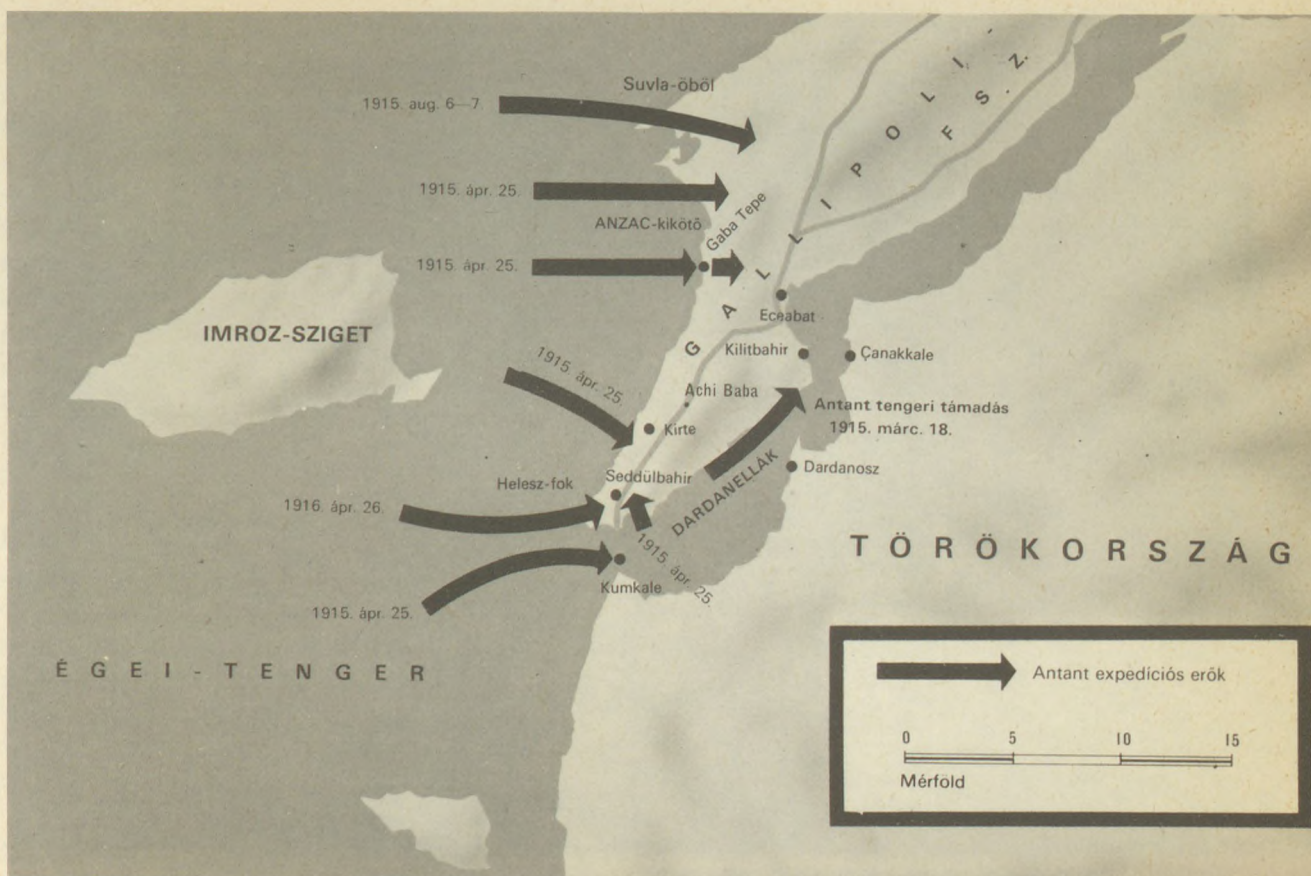 Suvla-öböl
1915. aug. 6—7.
1915. ápr. 25.
ANZAC-kikötő
Gaba Tepe
1915. ápr. 25.
GALLIPOLI-
FSZ.
IMROZ-SZIGET
Eceabat
Kilitbahir
Çanakkale
1915. ápr. 25.
Achi Baba
Antant tengeri támadás
1915. márc. 18.
Kirte
Dardanosz
Seddülbahir
Helesz-fok
DARDANELLÁK
1916. ápr. 26.
1915. ápr. 25.
TÖRÖKORSZÁG
Kumkale
1915. ápr. 25.
ÉGEI-TENGER
Antant expedíciós erők
0 5 10 15
Mérföld